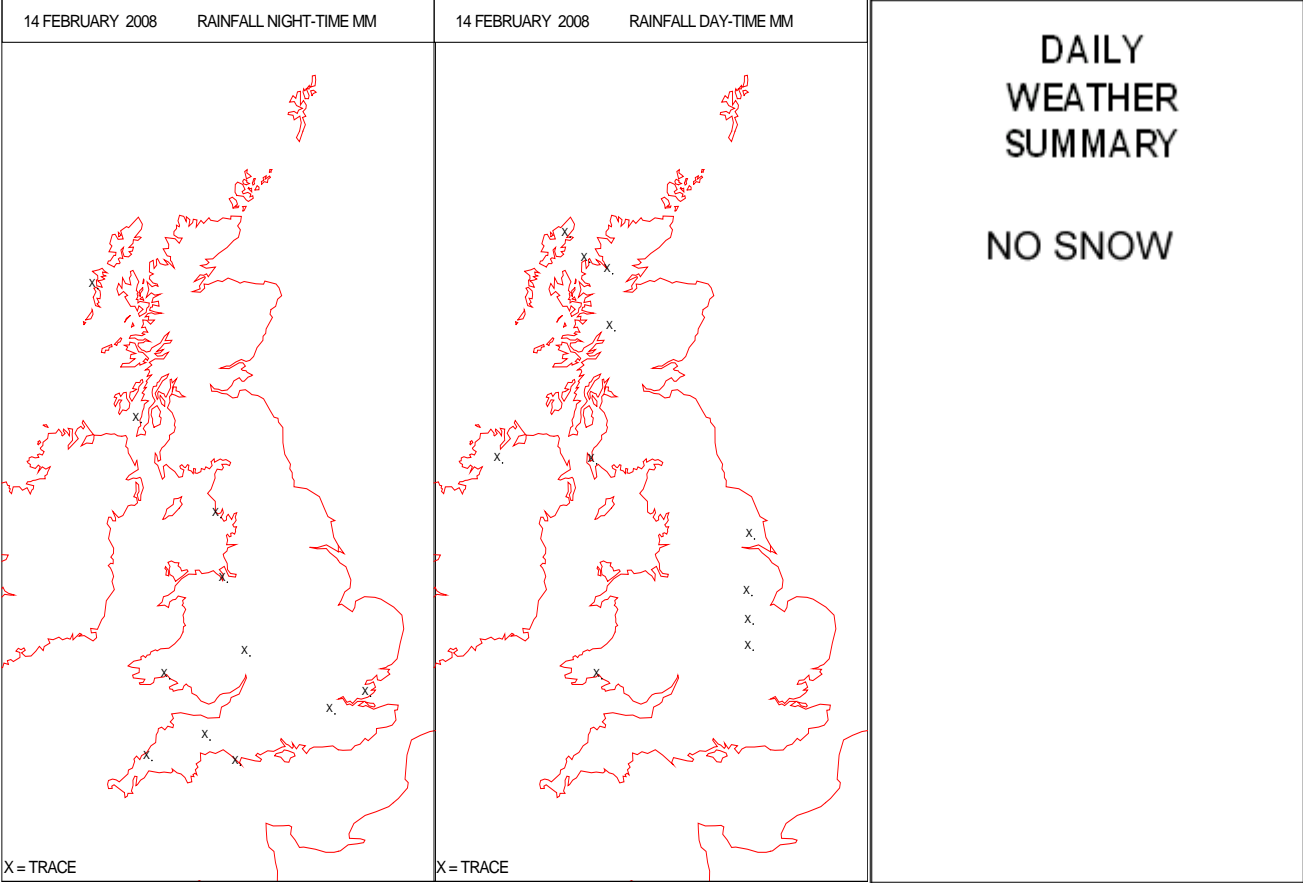 14 FEBRUARY 2008 RAINFALL NIGHT-TIME MM
X.
X.
X.
X.
X.
X.
X.
X.
X.
X.
X.
X = TRACE
14 FEBRUARY 2008 RAINFALL DAY-TIME MM
X.
X.
X.
X.
X.
X.
X.
X.
X.
X.
X.
X = TRACE
DAILY
WEATHER
SUMMARY
NO SNOW